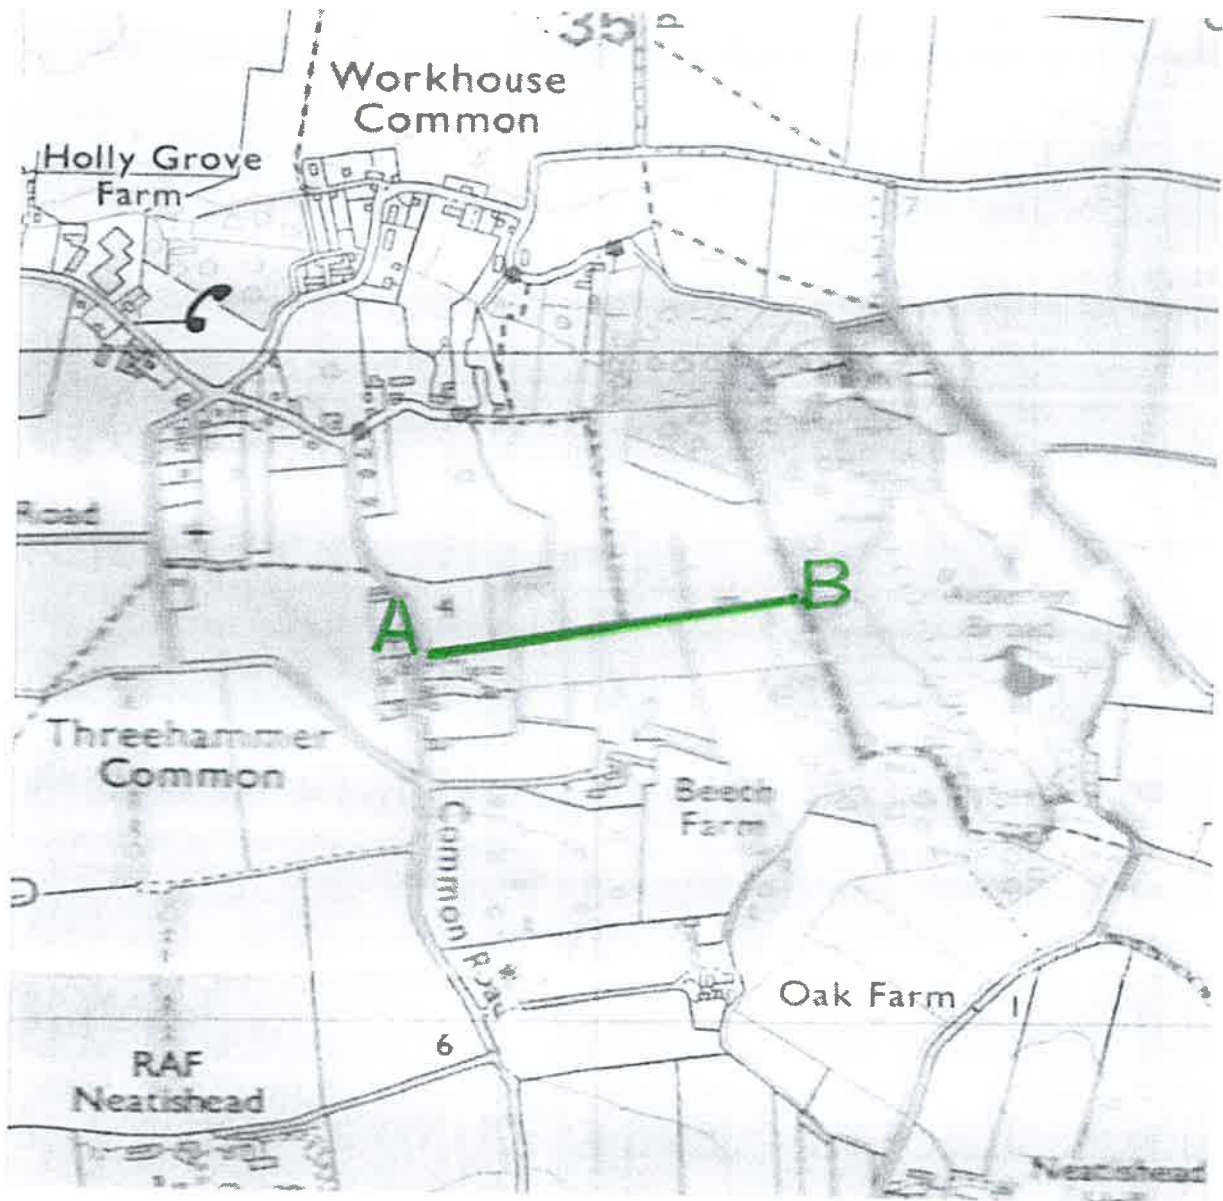 35
Workhouse
Common
Holly Grove
Farm
7
Road
A
B
Threehammer
Common
Beech
Farm
Common Road
Oak Farm
1
6
RAF
Neatishead
Neatishead